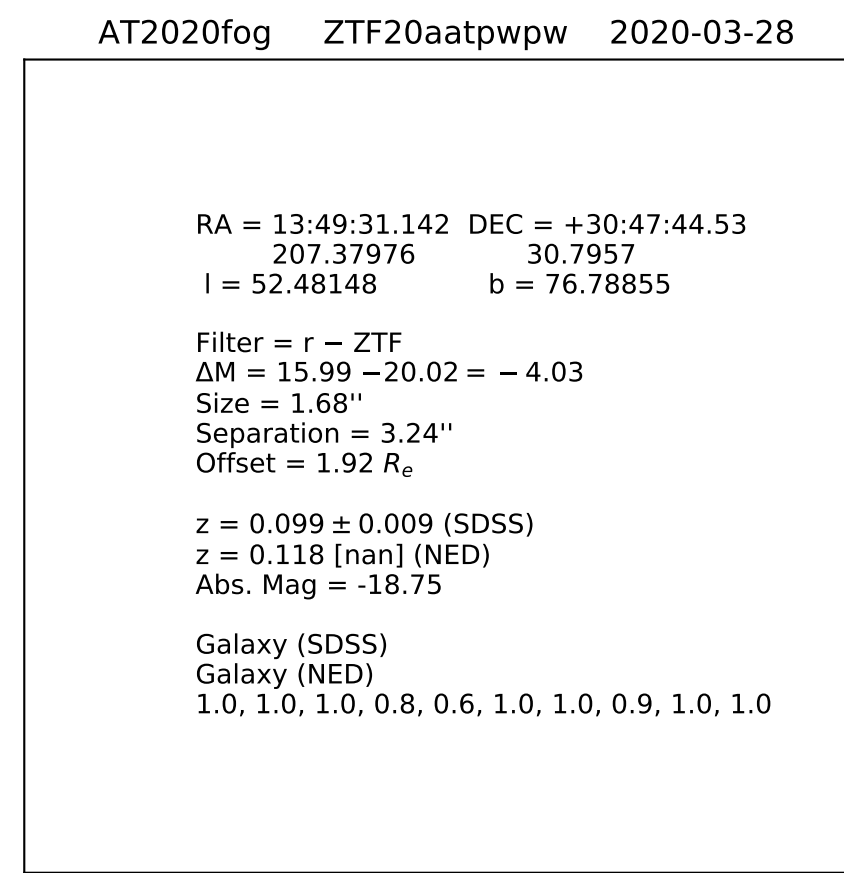 AT2020fog ZTF20aatpwpw 2020-03-28
RA = 13:49:31.142 DEC = +30:47:44.53
207.37976 30.7957
l = 52.48148 b = 76.78855
Filter = r − ZTF
ΔM = 15.99 −20.02 = − 4.03
Size = 1.68''
Separation = 3.24''
Offset = 1.92 Rₑ
z = 0.099 ± 0.009 (SDSS)
z = 0.118 [nan] (NED)
Abs. Mag = -18.75
Galaxy (SDSS)
Galaxy (NED)
1.0, 1.0, 1.0, 0.8, 0.6, 1.0, 1.0, 0.9, 1.0, 1.0